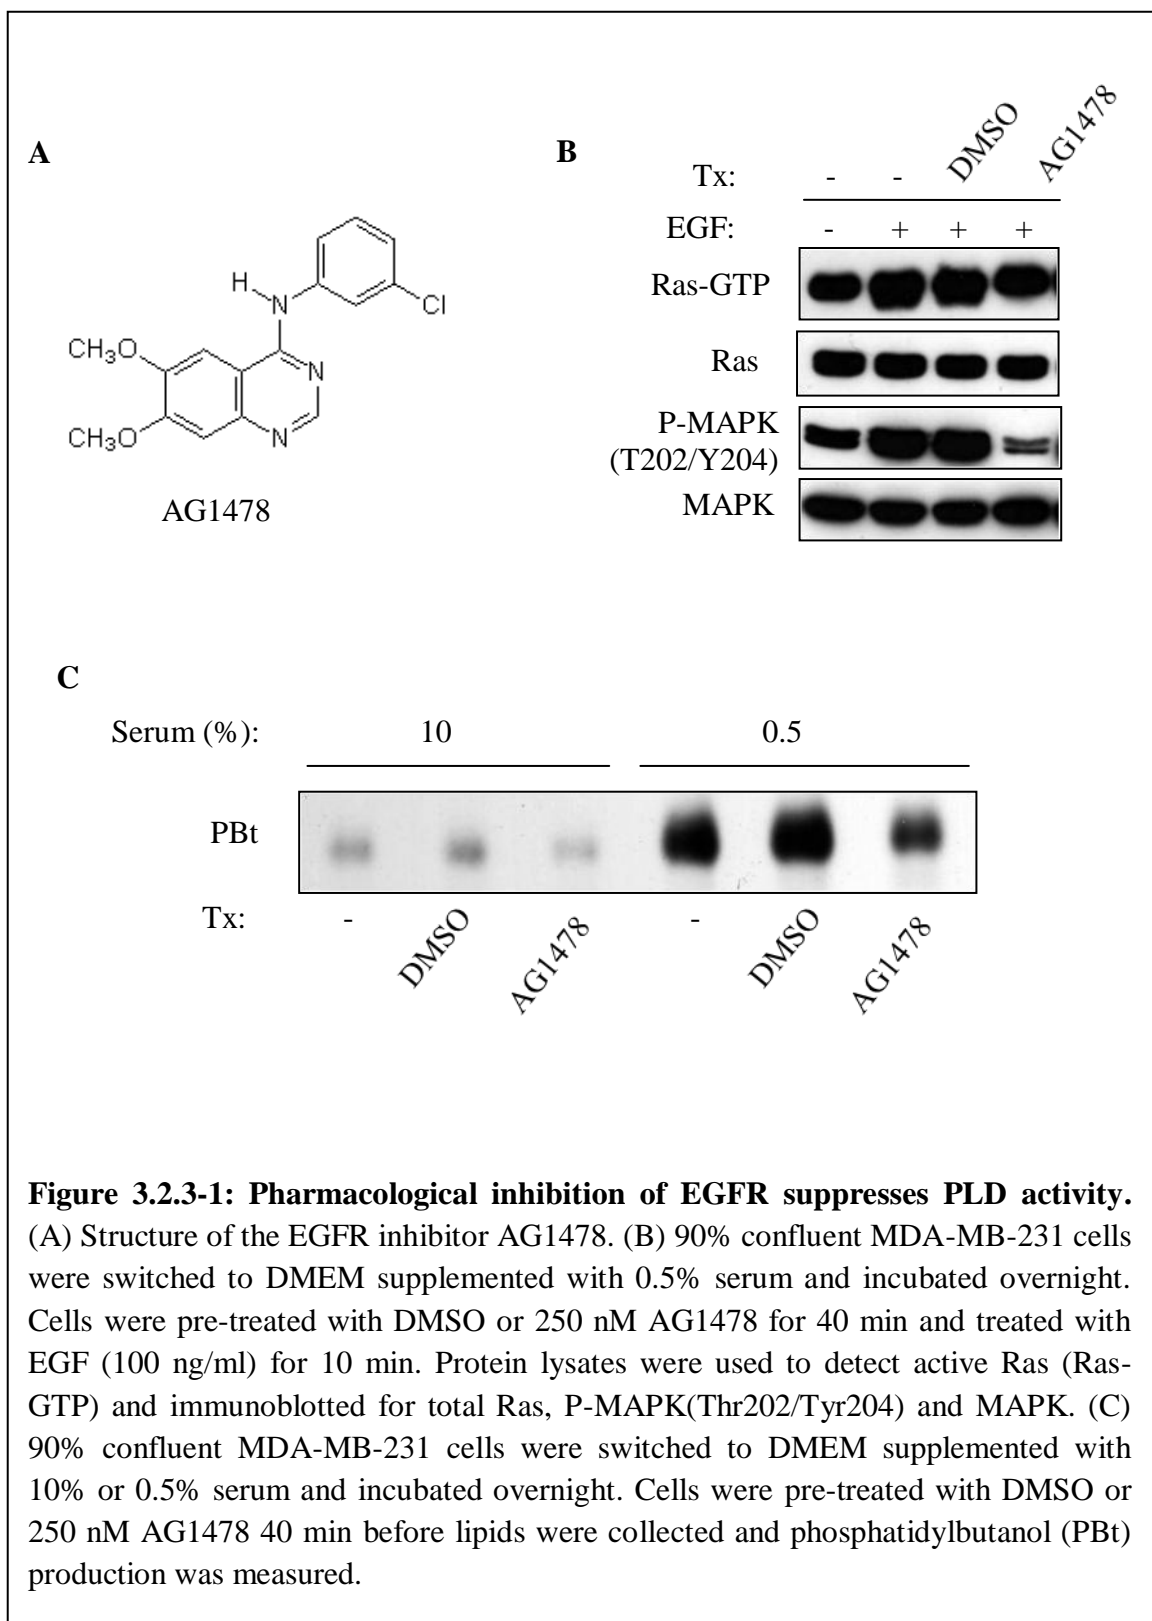 A
H
N
Cl
CH3O
N
CH3O
N
AG1478
B
Tx: - - DMSO AG1478
EGF: - + + +
Ras-GTP
Ras
P-MAPK
(T202/Y204)
MAPK
C
Serum (%): 10 0.5
PBt
Tx: - DMSO AG1478 - DMSO AG1478
Figure 3.2.3-1: Pharmacological inhibition of EGFR suppresses PLD activity.
(A) Structure of the EGFR inhibitor AG1478. (B) 90% confluent MDA-MB-231 cells
were switched to DMEM supplemented with 0.5% serum and incubated overnight.
Cells were pre-treated with DMSO or 250 nM AG1478 for 40 min and treated with
EGF (100 ng/ml) for 10 min. Protein lysates were used to detect active Ras (Ras-
GTP) and immunoblotted for total Ras, P-MAPK(Thr202/Tyr204) and MAPK. (C)
90% confluent MDA-MB-231 cells were switched to DMEM supplemented with
10% or 0.5% serum and incubated overnight. Cells were pre-treated with DMSO or
250 nM AG1478 40 min before lipids were collected and phosphatidylbutanol (PBt)
production was measured.